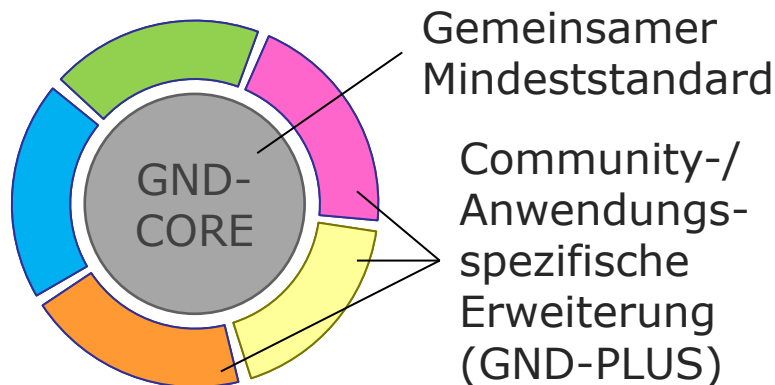 Gemeinsamer
Mindeststandard
GND-
CORE
Community-/
Anwendungs-
spezifische
Erweiterung
(GND-PLUS)